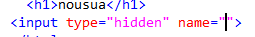 <h1>nousua</h1>
<input type="hidden" name="">